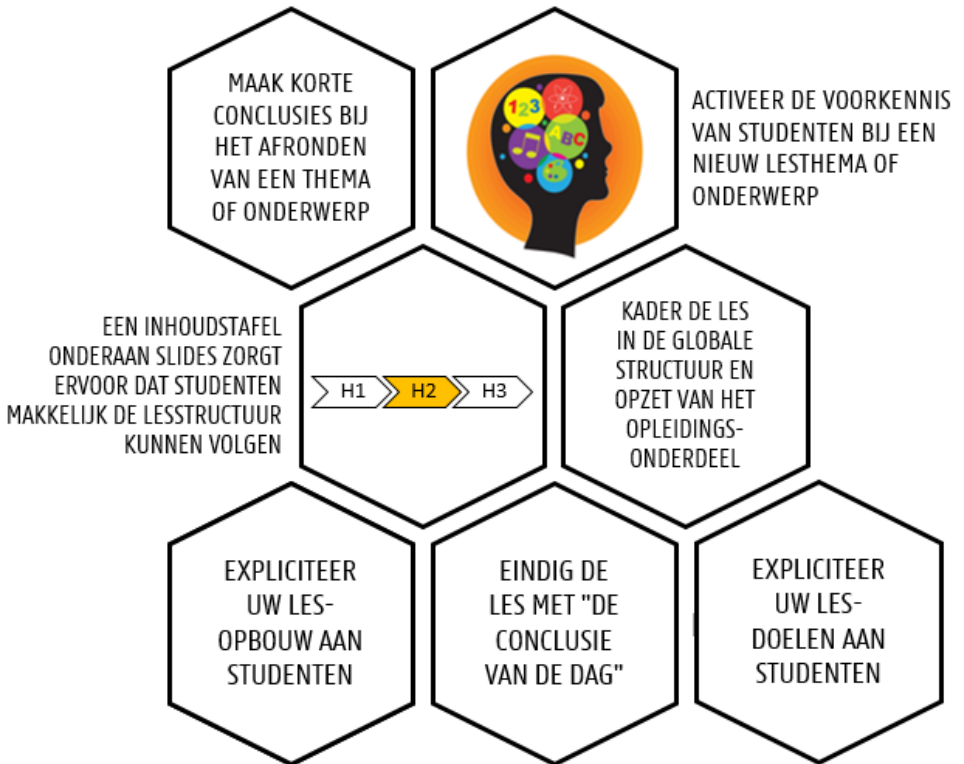 MAAK KORTE
CONCLUSIES BIJ
HET AFRONDEN
VAN EEN THEMA
OF ONDERWERP
123
ABC
ACTIVEER DE VOORKENNIS
VAN STUDENTEN BIJ EEN
NIEUW LESTHEMA OF
ONDERWERP
EEN INHOUDSTAFEL
ONDERAAN SLIDES ZORGT
ERVOOR DAT STUDENTEN
MAKKELIJK DE LESSTRUCTUUR
KUNNEN VOLGEN
H1 H2 H3
KADER DE LES
IN DE GLOBALE
STRUCTUUR EN
OPZET VAN HET
OPLEIDINGS-
ONDERDEEL
EXPLICITEER
UW LES-
OPBOUW AAN
STUDENTEN
EINDIG DE
LES MET "DE
CONCLUSIE
VAN DE DAG"
EXPLICITEER
UW LES-
DOELEN AAN
STUDENTEN